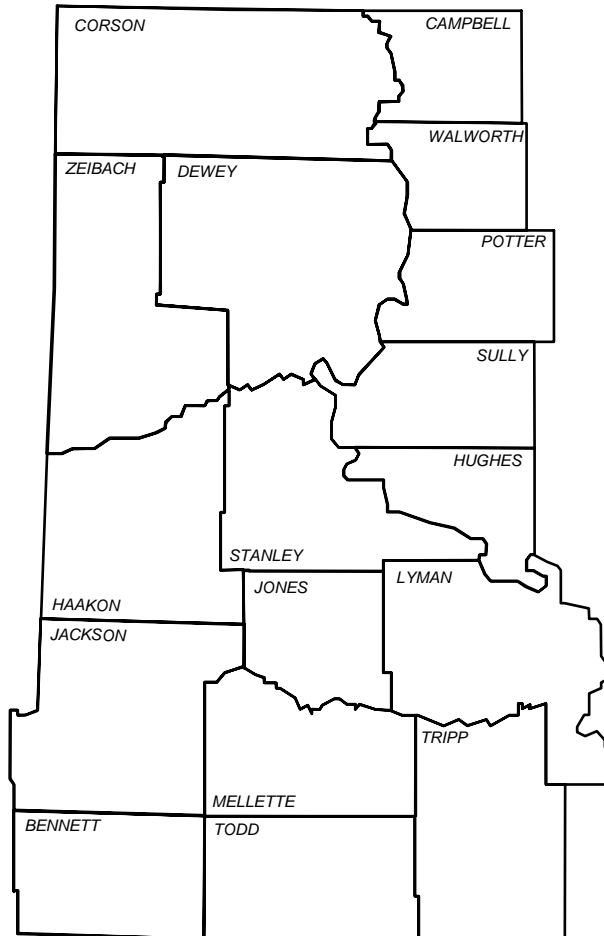 CORSON
CAMPBELL
WALWORTH
ZEIBACH
DEWEY
POTTER
SULLY
HUGHES
STANLEY
LYMAN
JONES
HAAKON
JACKSON
TRIPP
MELLETTE
BENNETT
TODD